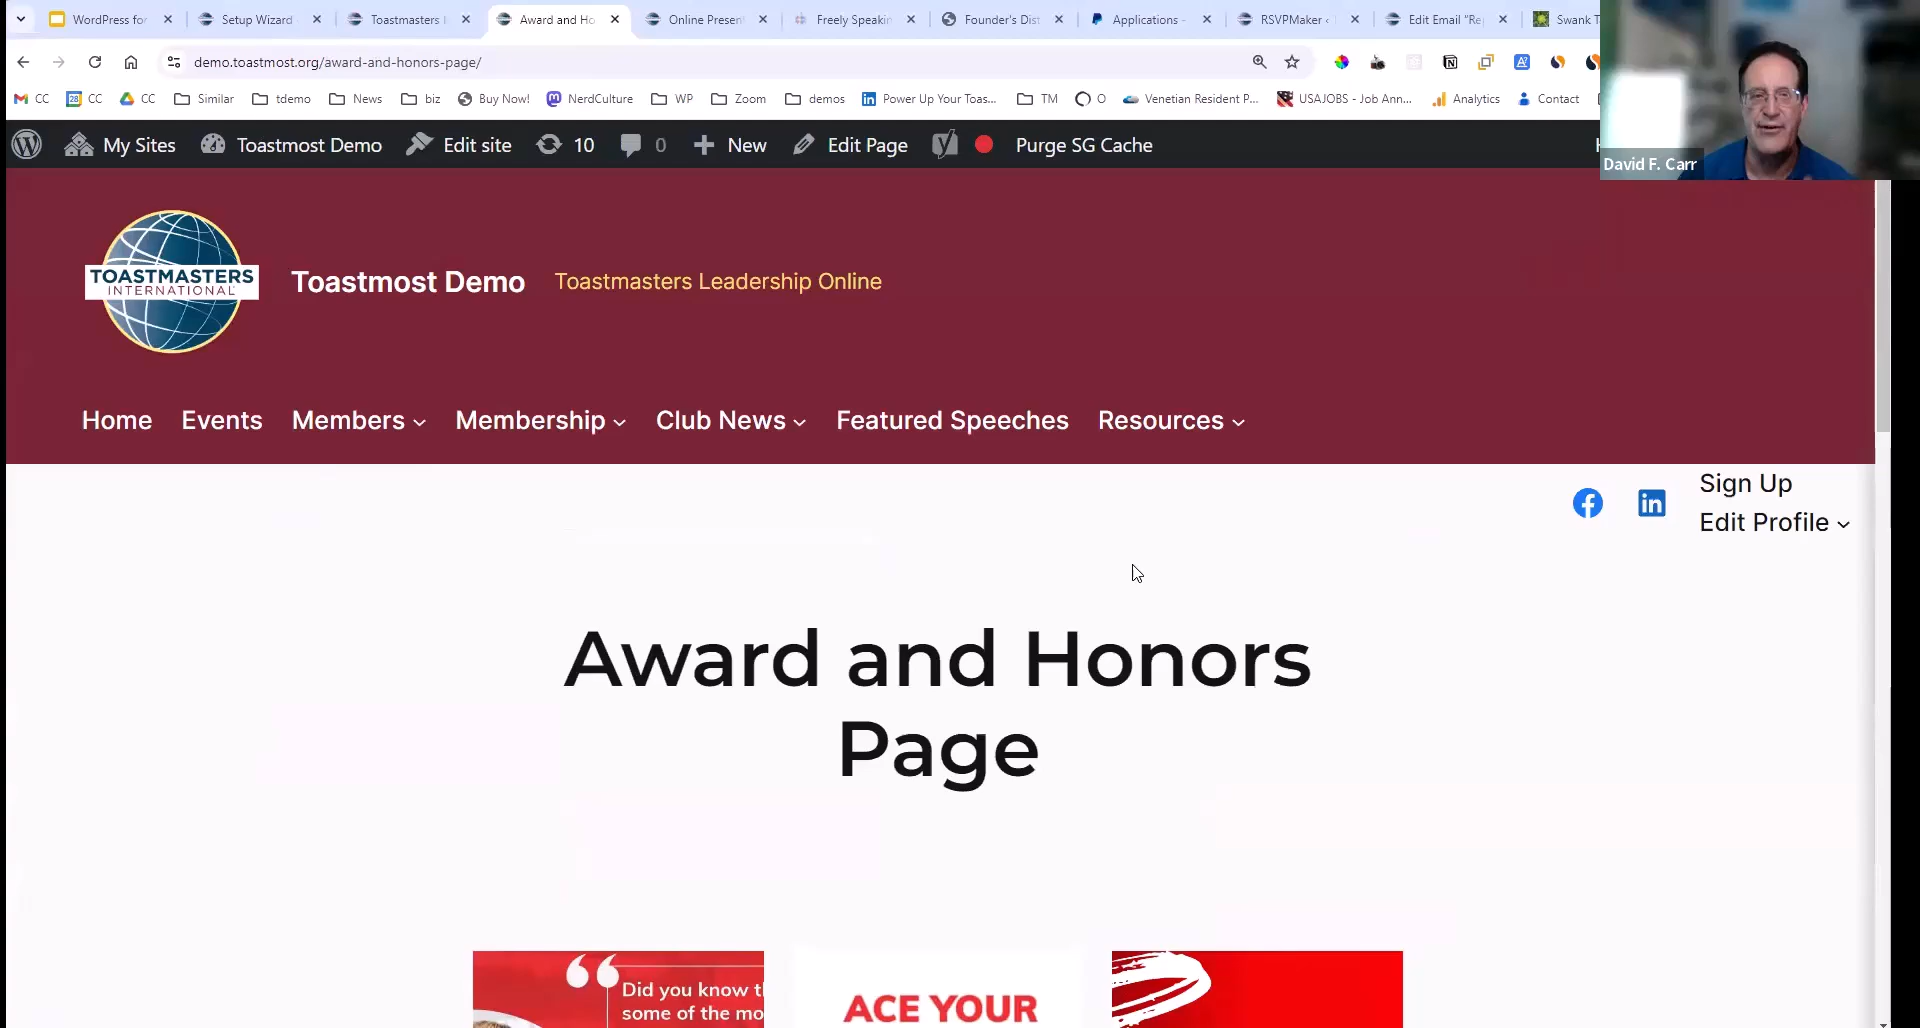 WordPress for
Setup Wizard
Toastmasters
Award and Ho
Online Presen
Freely Speakin
Founder's Dist
Applications -
RSVPMaker ‹
Edit Email "Re
Swank T
demo.toastmost.org/award-and-honors-page/
CC
28
CC
CC
Similar
tdemo
News
biz
Buy Now!
NerdCulture
WP
Zoom
demos
Power Up Your Toas...
TM
O
Venetian Resident P...
USAJOBS - Job Ann...
Analytics
Contact
David F. Carr
My Sites
Toastmost Demo
Edit site
10
0
New
Edit Page
Purge SG Cache
TOASTMASTERS
INTERNATIONAL
Toastmost Demo
Toastmasters Leadership Online
Home
Events
Members
Membership
Club News
Featured Speeches
Resources
Sign Up
Edit Profile
Award and Honors
Page
Did you know
some of the mo
ACE YOUR